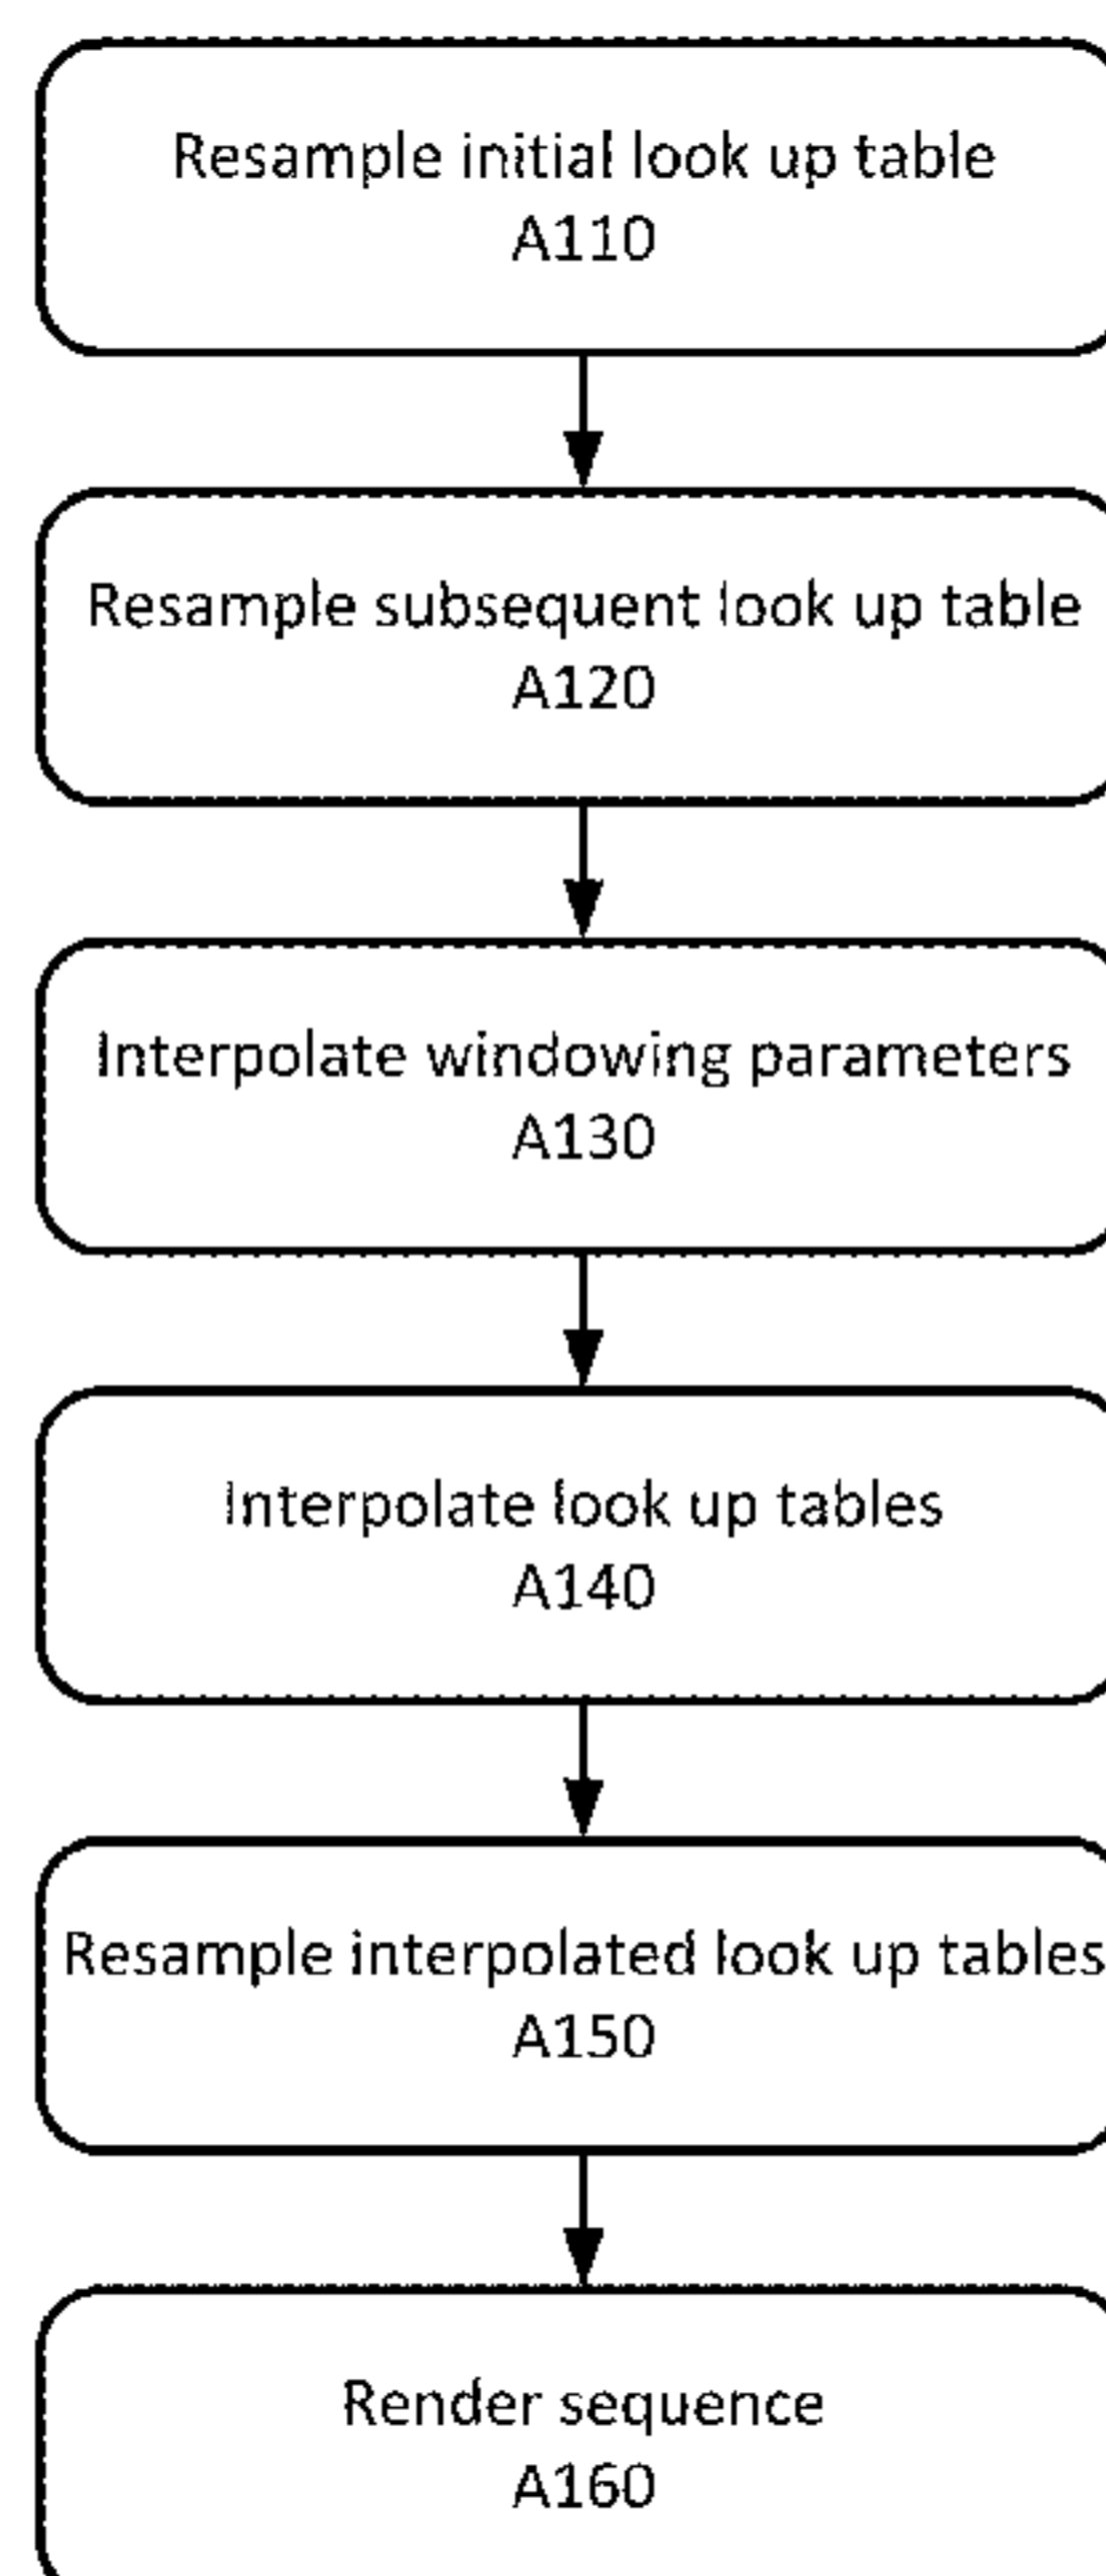 Resample initial look up table
A110
Resample subsequent look up table
A120
Interpolate windowing parameters
A130
Interpolate look up tables
A140
Resample interpolated look up tables
A150
Render sequence
A160